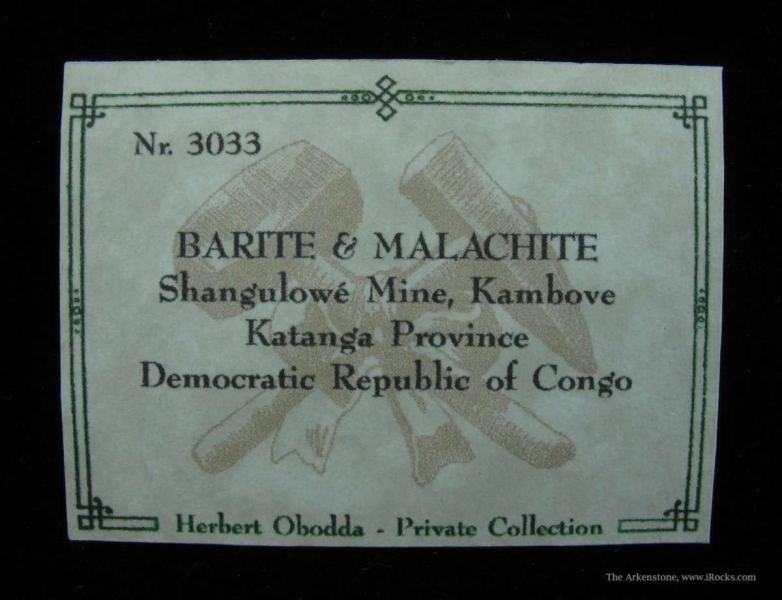 Nr. 3033
BARITE & MALACHITE
Shangulowé Mine, Kambove
Katanga Province
Democratic Republic of Congo
Herbert Obodda - Private Collection
The Arkenstone, www.iRocks.com